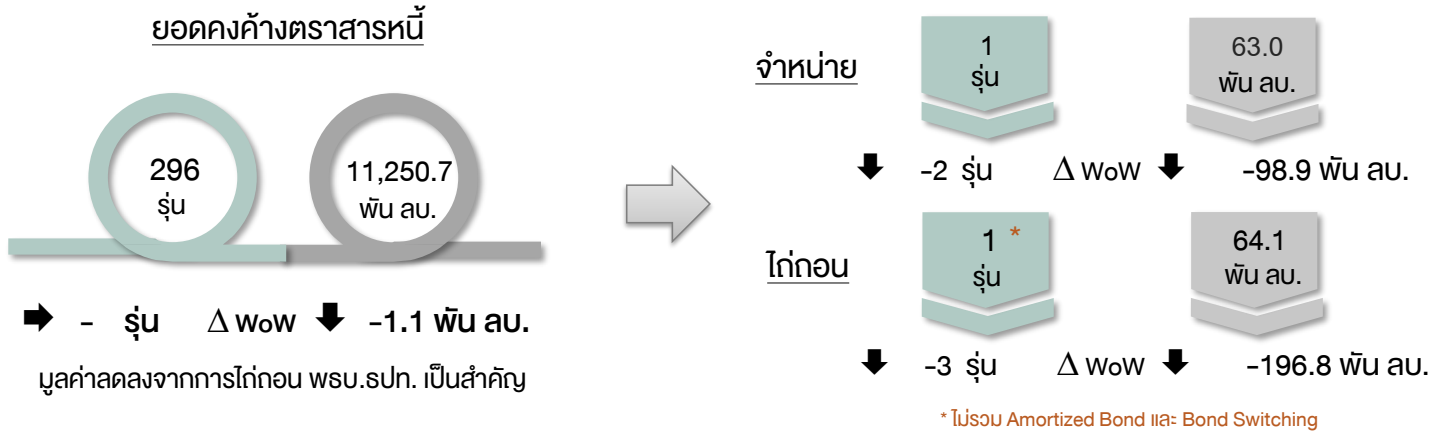 ยอดคงค้างตราสารหนี้
296
รุ่น
11,250.7
พัน ลบ.
- รุ่น Δ WoW -1.1 พัน ลบ.
มูลค่าลดลงจากการไถ่ถอน พธบ.ธปท. เป็นสำคัญ
จำหน่าย
1
รุ่น
63.0
พัน ลบ.
-2 รุ่น Δ WoW -98.9 พัน ลบ.
ไถ่ถอน
1 *
รุ่น
64.1
พัน ลบ.
-3 รุ่น Δ WoW -196.8 พัน ลบ.
* ไม่รวม Amortized Bond และ Bond Switching